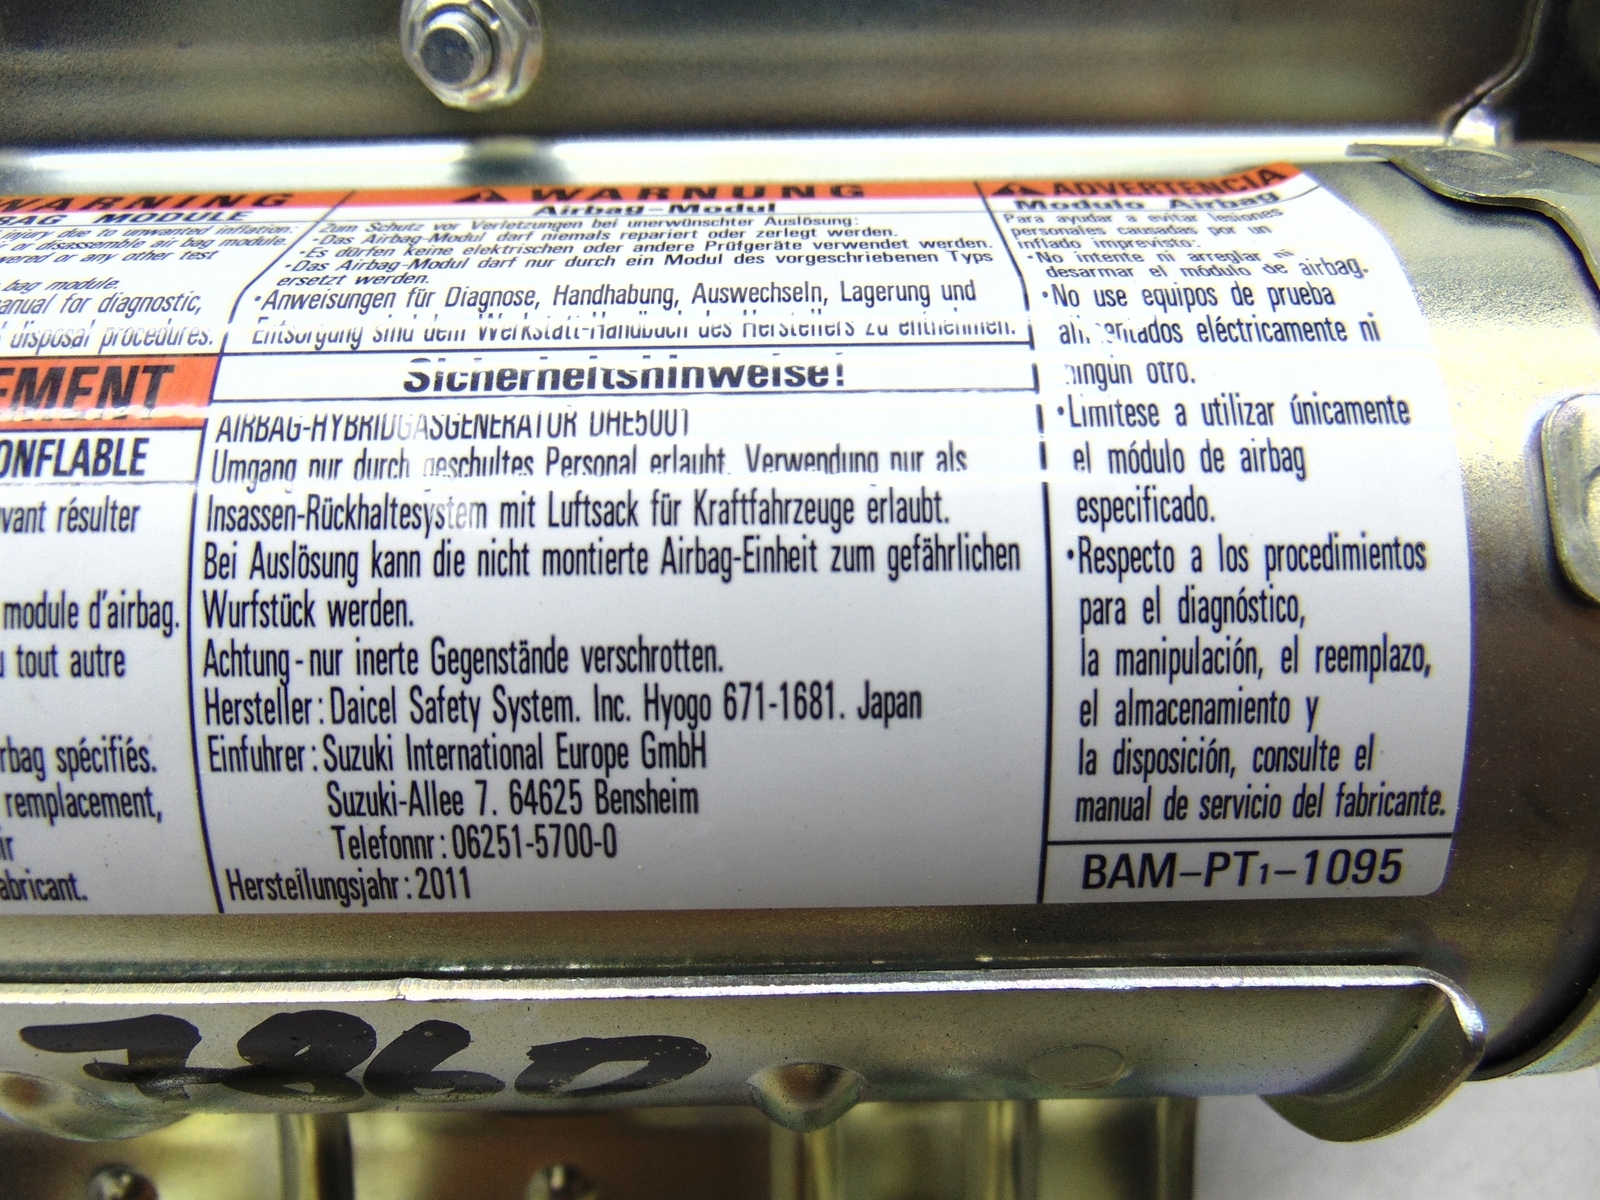 WARNING
BAG MODULE
injury due to unwanted inflation:
or disassemble air bag module.
or any other test
bag module.
for diagnostic,
disposal procedures.
EMENT
ONFLABLE
vant résulter
module d'airbag.
tout autre
rbag spécifiés.
remplacement,
ir
abricant.
WARNUNG
Airbag-Modul
Zum Schutz vor Verletzungen bei unerwünschter Auslösung:
•Das Airbag-Modul darf niemals repariert oder zerlegt werden.
•Es dürfen keine elektrischen oder andere Prüfgeräte verwendet werden.
•Das Airbag-Modul darf nur durch ein Modul des vorgeschriebenen Typs
ersetzt werden.
•Anweisungen für Diagnose, Handhabung, Auswechseln, Lagerung und
Entsorgung sind dem Werkstatt-Handbuch des Herstellers zu entnehmen.
Sicherheitshinweise!
AIRBAG-HYBRIDGASGENERATOR DHE5001
Umgang nur durch geschultes Personal erlaubt. Verwendung nur als
Insassen-Rückhaltesystem mit Luftsack für Kraftfahrzeuge erlaubt.
Bei Auslösung kann die nicht montierte Airbag-Einheit zum gefährlichen
Wurfstück werden.
Achtung-nur inerte Gegenstände verschrotten.
Hersteller:Daicel Safety System. Inc. Hyogo 671-1681. Japan
Einfuhrer:Suzuki International Europe GmbH
Suzuki-Allee 7. 64625 Bensheim
Telefonnr:06251-5700-0
Herstellungsjahr:2011
ADVERTENCIA
Modulo Airbag
Para ayudar a evitar lesiones
personales causadas por un
inflado imprevisto:
•No intente ni arreglar ni
desarmar el módulo de airbag.
•No use equipos de prueba
alimentados eléctricamente ni
ningún otro.
•Limítese a utilizar únicamente
el módulo de airbag
especificado.
•Respecto a los procedimientos
para el diagnóstico,
la manipulación, el reemplazo,
el almacenamiento y
la disposición, consulte el
manual de servicio del fabricante.
BAM-PT1-1095
7860